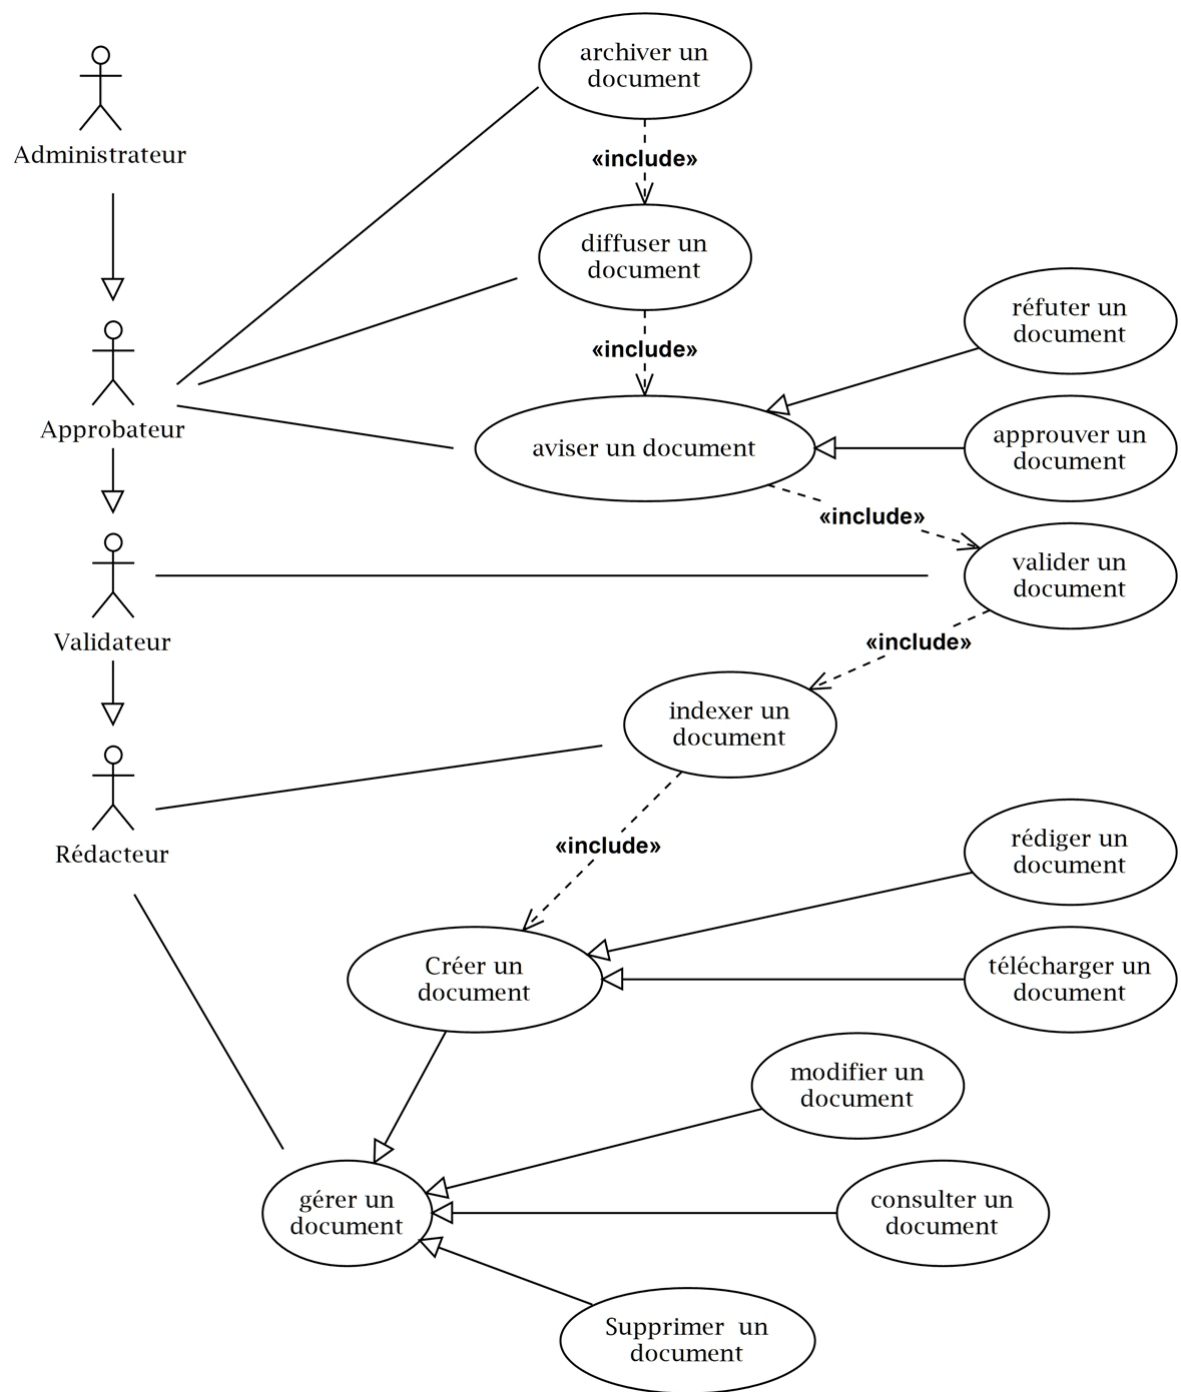 archiver un
document
Administrateur
«include»
diffuser un
document
«include»
réfuter un
document
Approbateur
aviser un document
approuver un
document
«include»
valider un
document
Validateur
«include»
indexer un
document
Rédacteur
«include»
rédiger un
document
Créer un
document
télécharger un
document
modifier un
document
gérer un
document
consulter un
document
Supprimer  un
document